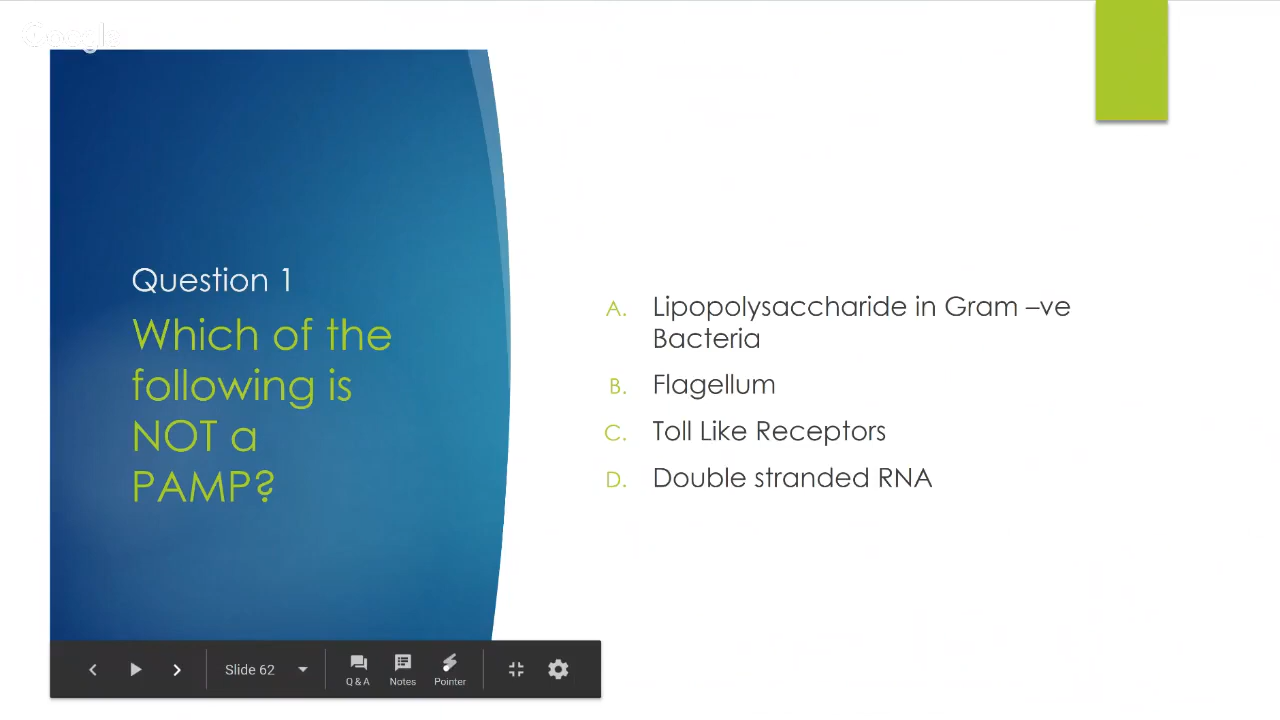 Google
Question 1
Which of the
following is
NOT a
PAMP?
A. Lipopolysaccharide in Gram –ve
Bacteria
B. Flagellum
C. Toll Like Receptors
D. Double stranded RNA
Slide 62
Q & A
Notes
Pointer